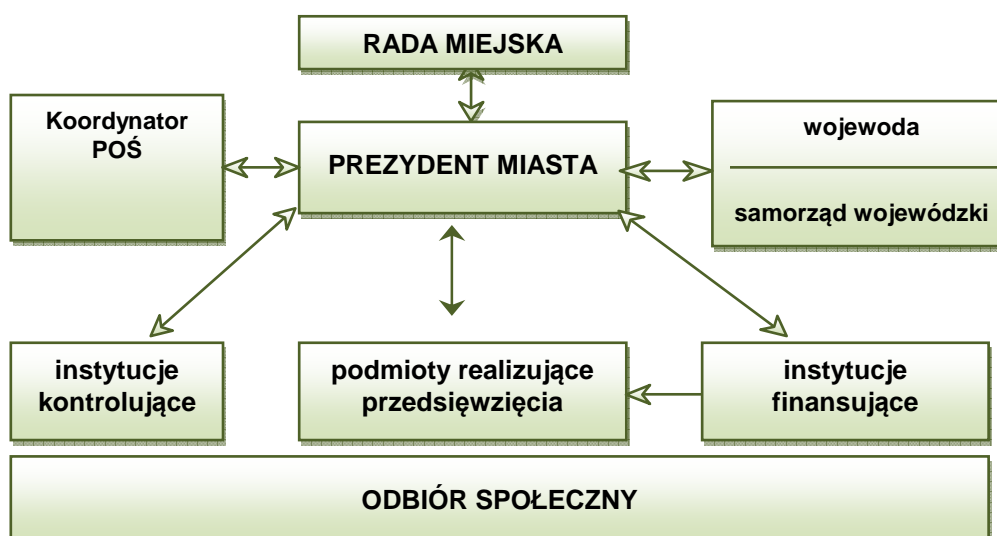 RADA MIEJSKA
Koordynator
POŚ
PREZYDENT MIASTA
wojewoda
samorząd wojewódzki
instytucje
kontrolujące
podmioty realizujące
przedsięwzięcia
instytucje
finansujące
ODBIÓR SPOŁECZNY